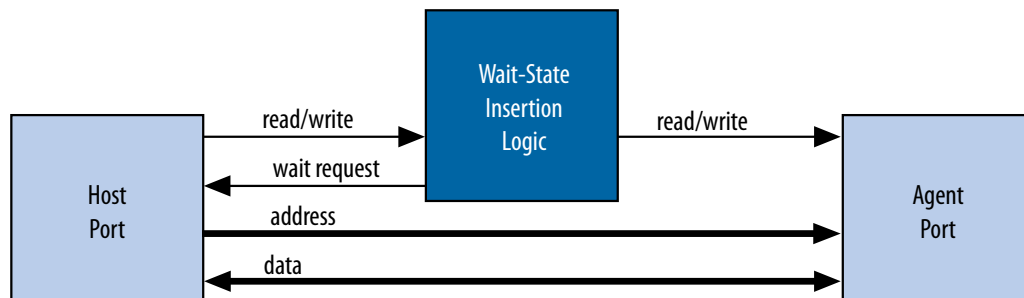 Wait-State
Insertion
Logic
read/write
read/write
wait request
Host
Port
Agent
Port
address
data